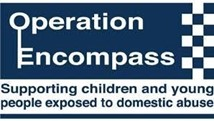 Operation
Encompass
Supporting children and young
people exposed to domestic abuse